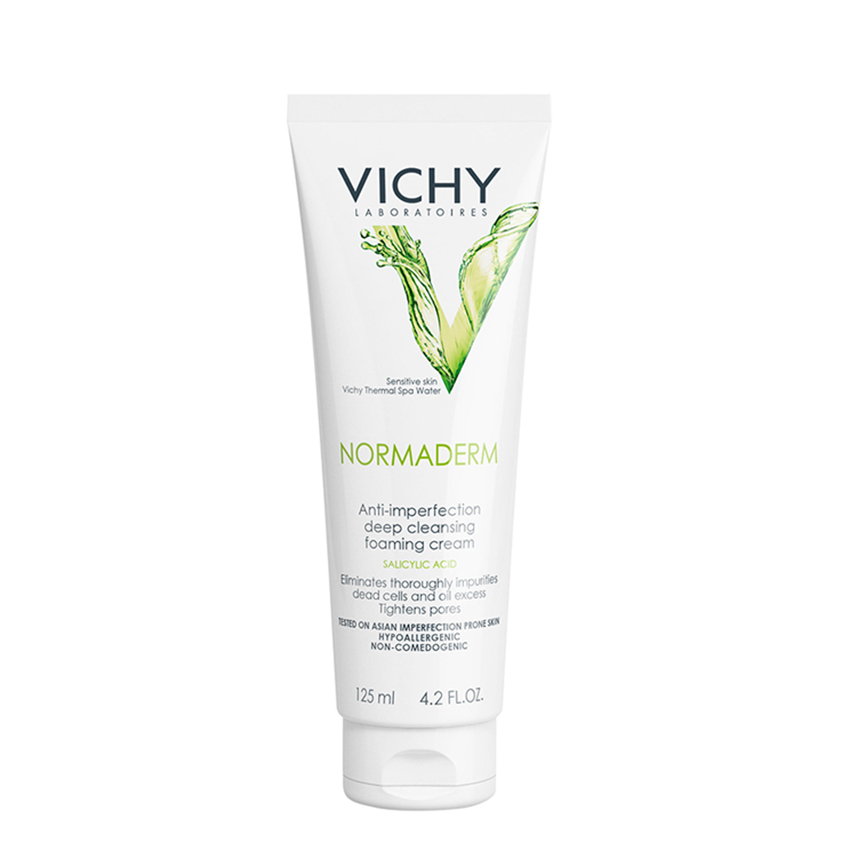 VICHY
LABORATOIRES
Sensitive skin
Vichy Thermal Spa Water
NORMADERM
Anti-imperfection
deep cleansing
foaming cream
SALICYLIC ACID
Eliminates thoroughly impurities
dead cells and oil excess
Tightens pores
TESTED ON ASIAN IMPERFECTION PRONE SKIN
HYPOALLERGENIC
NON-COMEDOGENIC
125 ml 4.2 FL.OZ.